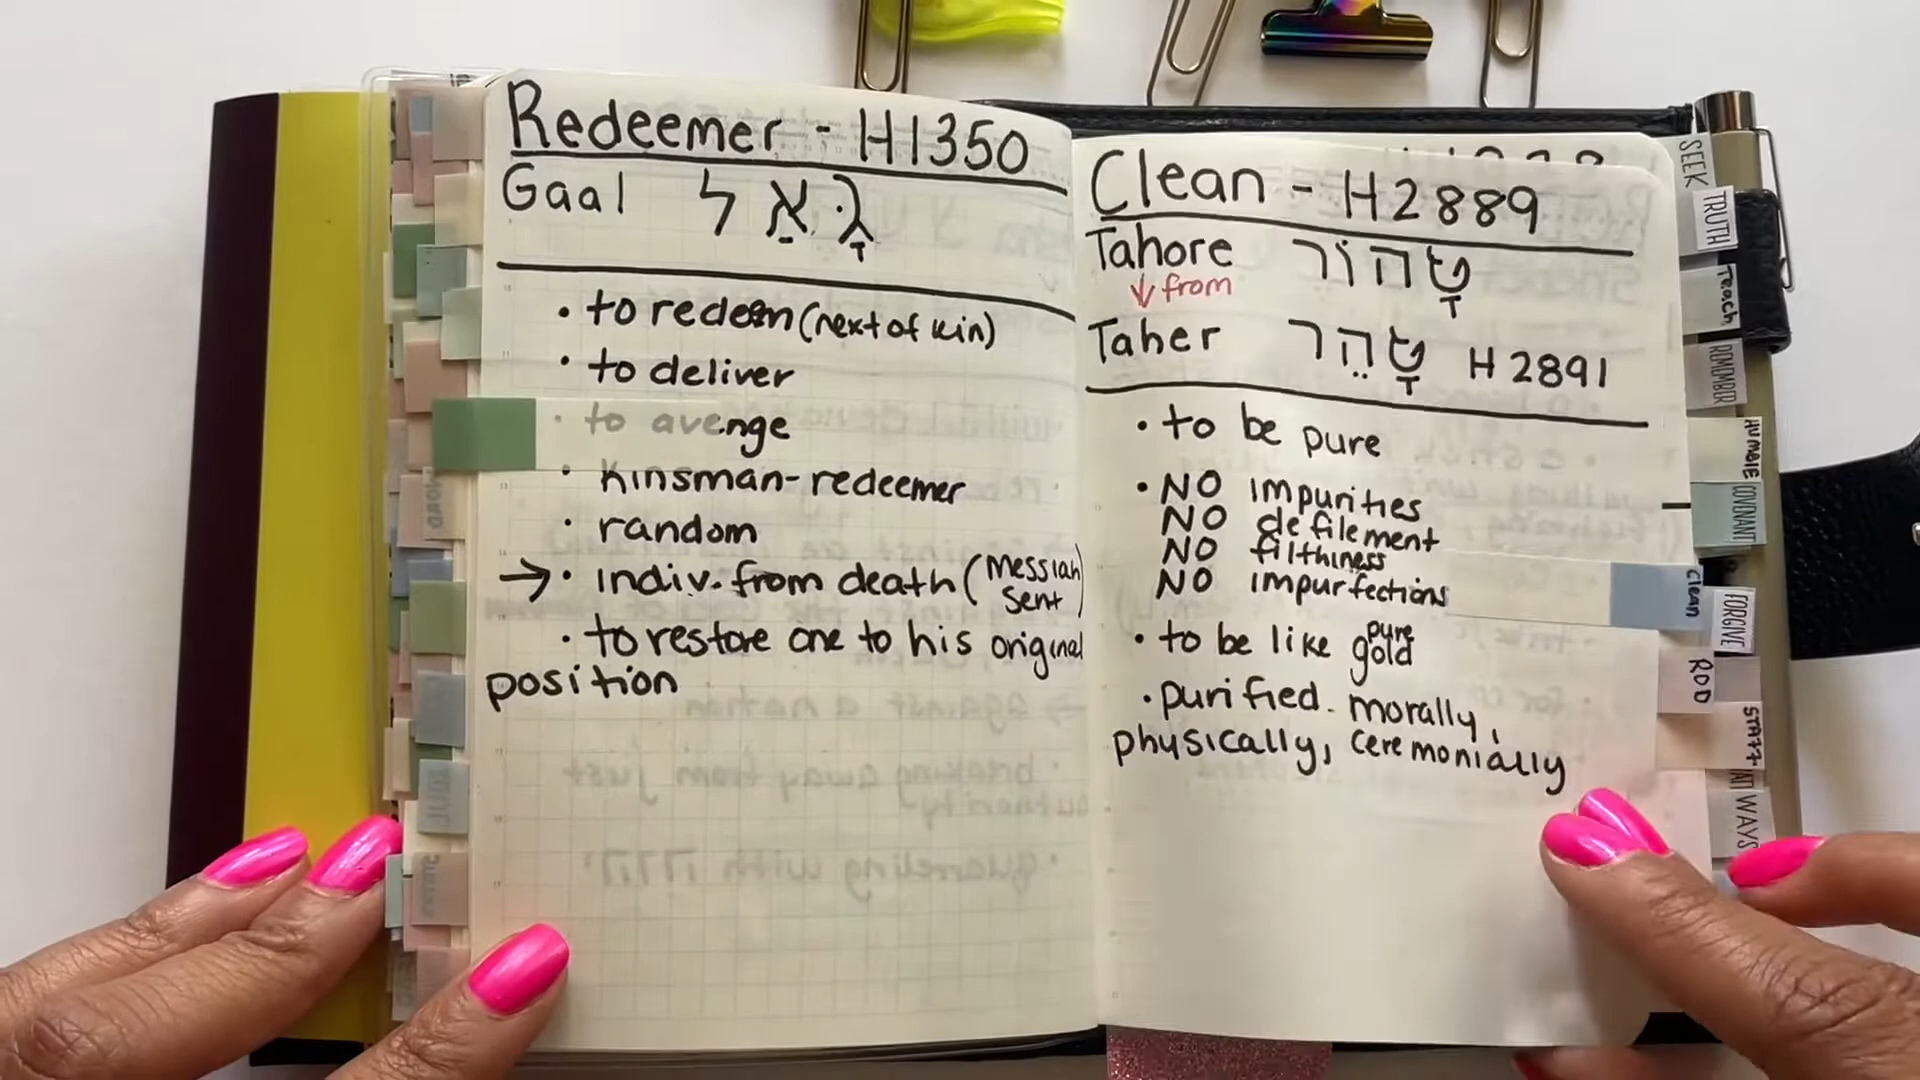 Redeemer - H1350
Gaal גָּאַל
• to redeem (next of kin)
• to deliver
• to avenge
• kinsman-redeemer
• random
→ • indiv. from death (Messiah sent)
• to restore one to his original
position
Clean - H2889
Tahore טָהוֹר
↓ from
Taher טָהֵר H2891
• to be pure
• NO impurities
NO defilement
NO filthiness
NO impurfections
• to be like pure gold
• purified. morally,
physically, ceremonially
SEEK
TRUTH
Teach
REMEMBER
HUMBLE
COVENANT
clean
FORGIVE
ROD
STAFF
WAYS